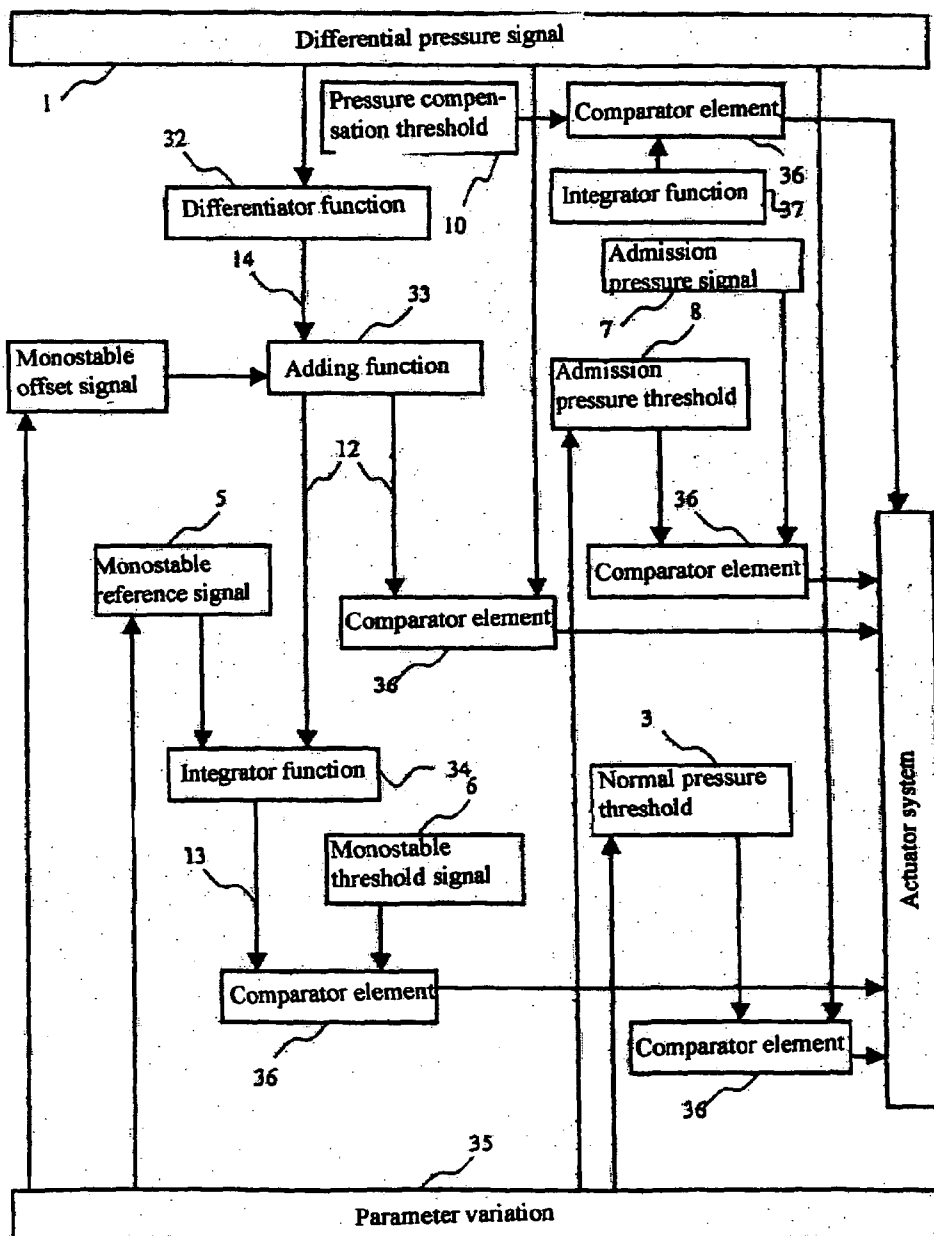 Differential pressure signal
1
Pressure compen-
sation threshold
Comparator element
32
36
Differentiator function
10
Integrator function
37
14
Admission
pressure signal
33
7
8
Monostable
offset signal
Adding function
Admission
pressure threshold
12
5
36
Monostable
reference signal
Comparator element
Comparator element
36
3
Integrator function
34
Normal pressure
threshold
6
13
Monostable
threshold signal
Actuator system
Comparator element
36
Comparator element
36
35
Parameter variation